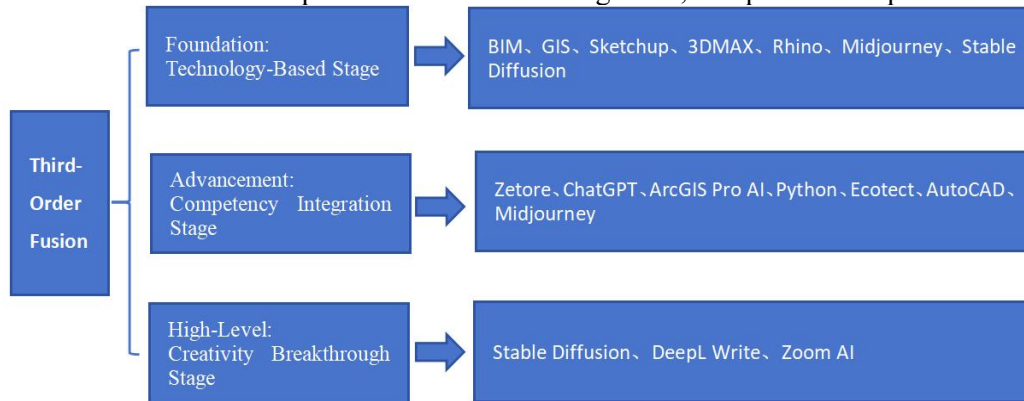 Third-
Order
Fusion
Foundation:
Technology-Based Stage
BIM、GIS、Sketchup、3DMAX、Rhino、Midjourney、Stable
Diffusion
Advancement:
Competency Integration
Stage
Zetore、ChatGPT、ArcGIS Pro AI、Python、Ecotect、AutoCAD、
Midjourney
High-Level:
Creativity Breakthrough
Stage
Stable Diffusion、DeepL Write、Zoom AI